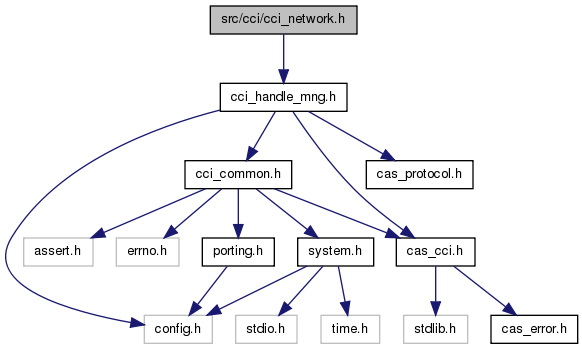 src/cci/cci_network.h
cci_handle_mng.h
cci_common.h
cas_protocol.h
assert.h
errno.h
porting.h
system.h
cas_cci.h
config.h
stdio.h
time.h
stdlib.h
cas_error.h